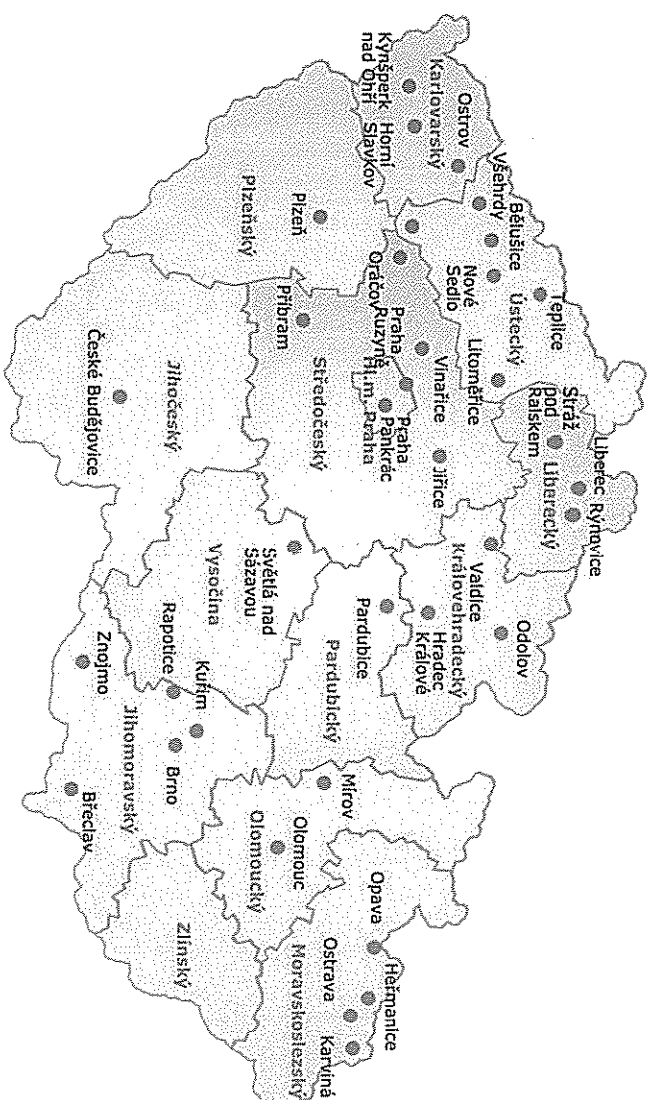 Teplice
Liberec
Rýnovice
Stráž
pod
Ralskem
Liberecký
Bělušice
Všehrdy
Ústecký
Nové
Sedlo
Litoměřice
Odolov
Valdice
Královehradecký
Hradec
Králové
Ostrov
Karlovarský
Kynšperk
nad Ohří
Horní
Slavkov
Oráčov
Vinařice
Jiřice
Praha
Ruzyně
Praha
Pankrác
Hl.m. Praha
Příbram
Středočeský
Plzeň
Plzeňský
Pardubice
Pardubický
Světlá nad
Sázavou
Vysočina
Jihočeský
České Budějovice
Opava
Heřmanice
Ostrava
Karviná
Moravskoslezský
Mírov
Olomouc
Olomoucký
Kuřim
Rapotice
Brno
Jihomoravský
Znojmo
Břeclav
Zlínský